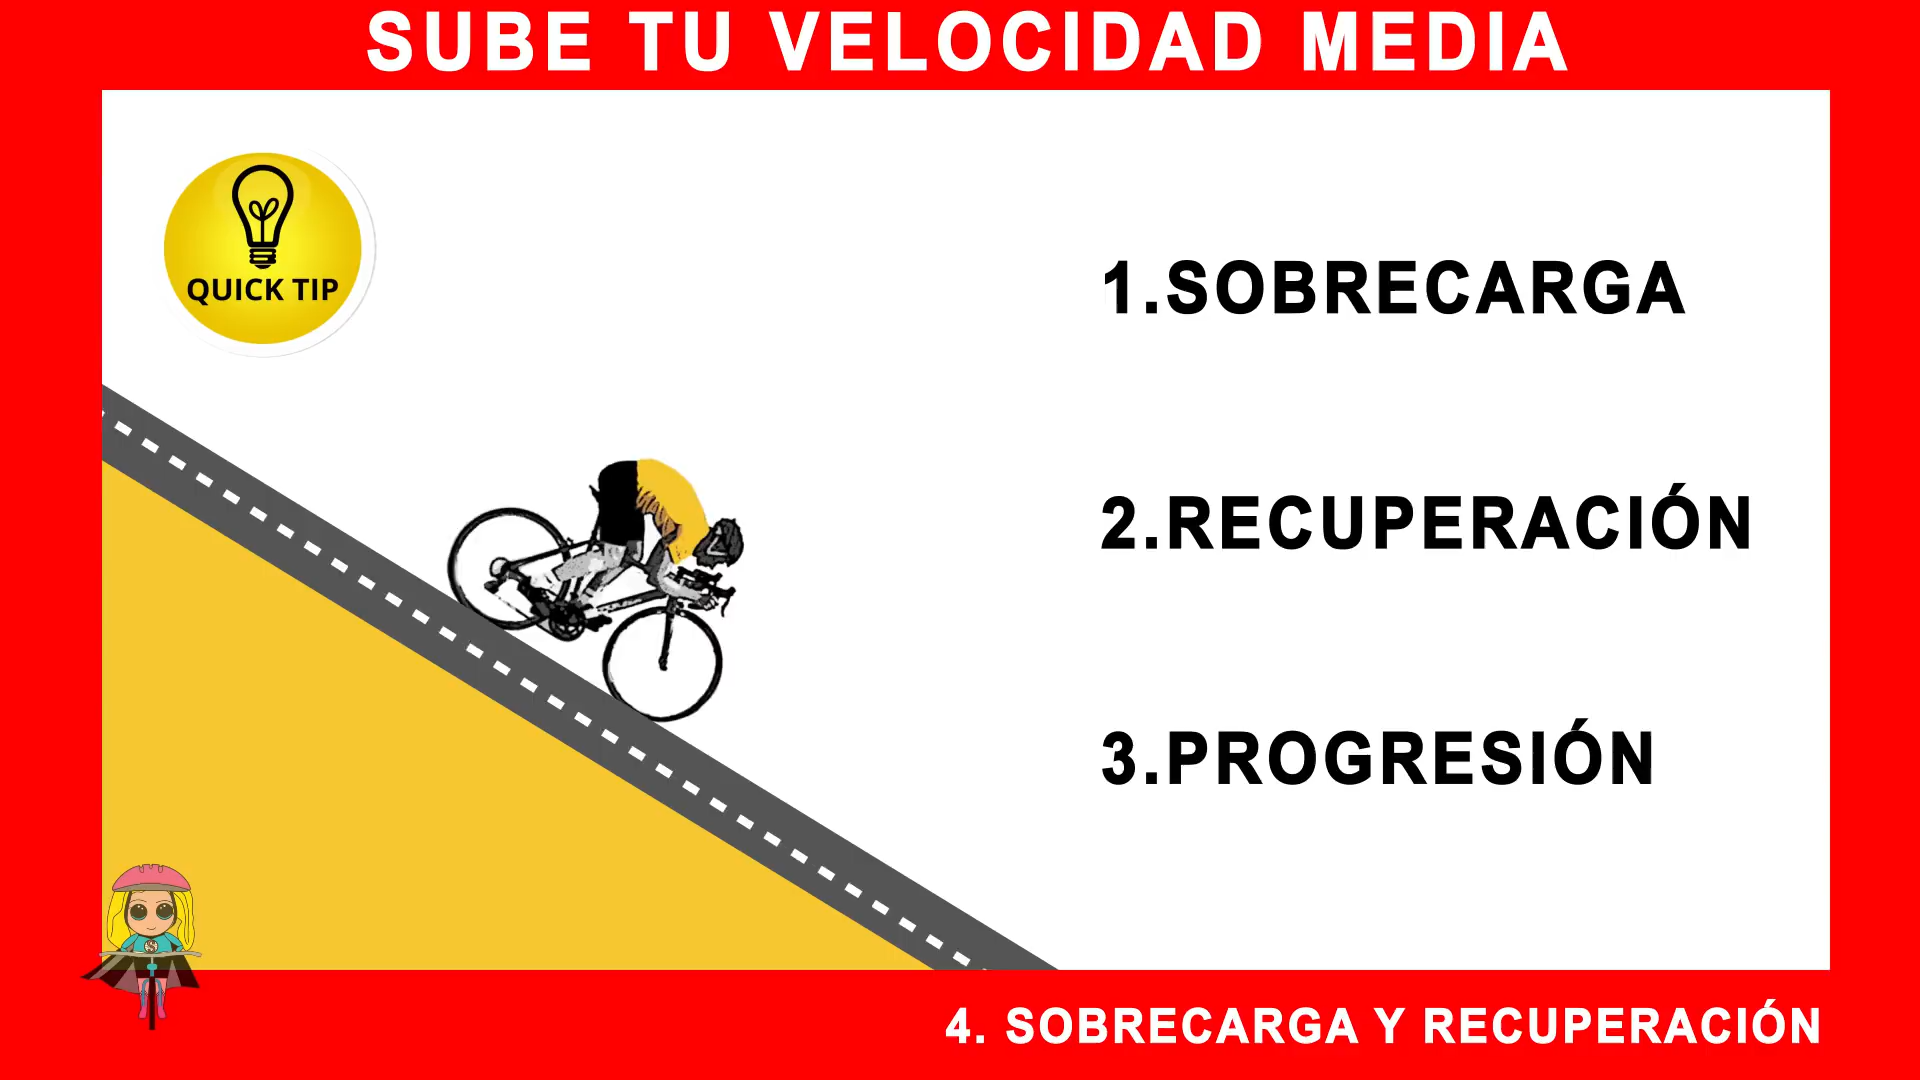 SUBE TU VELOCIDAD MEDIA
QUICK TIP
1.SOBRECARGA
2.RECUPERACIÓN
3.PROGRESIÓN
S
4. SOBRECARGA Y RECUPERACIÓN